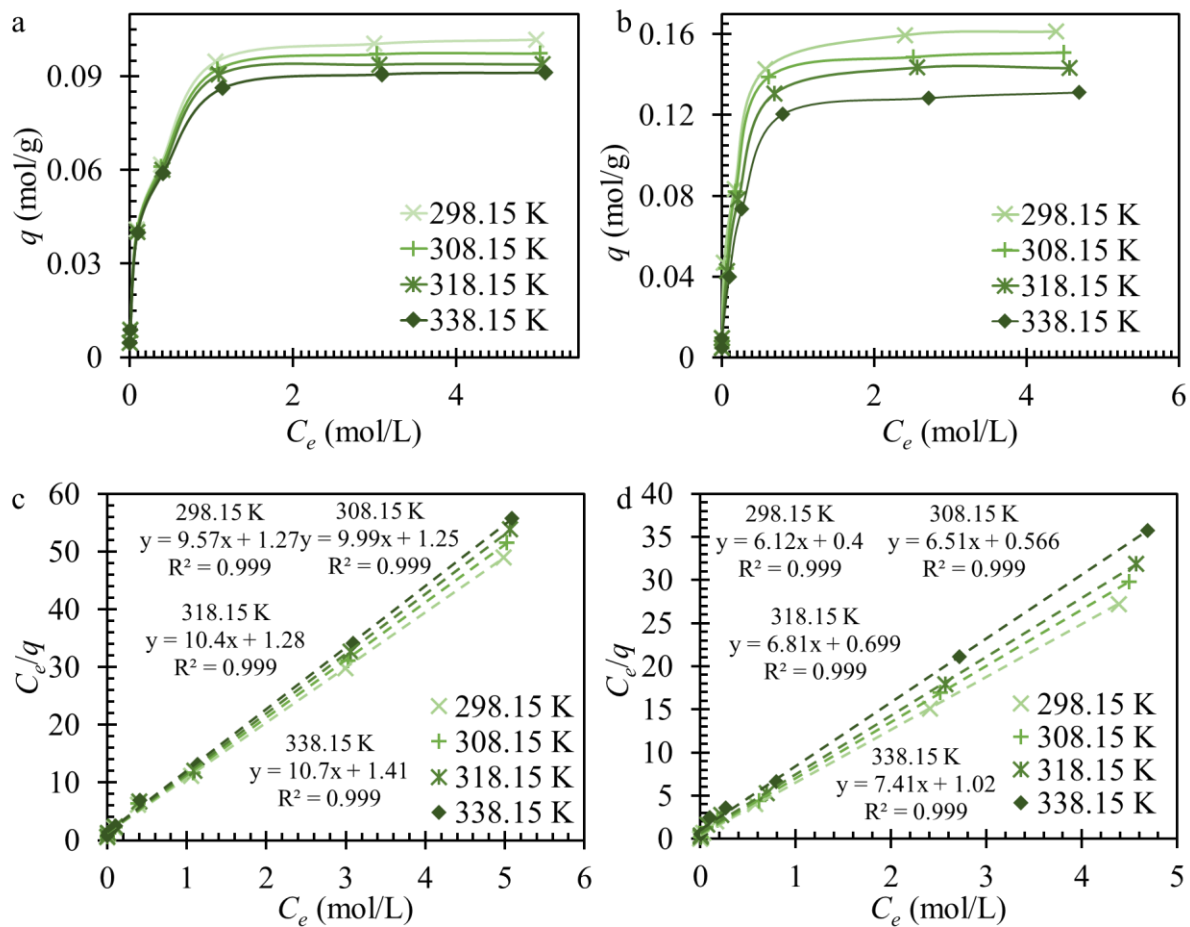 a
q (mol/g)
0.09
0.06
0.03
0
0
2
4
C_e (mol/L)
298.15 K
308.15 K
318.15 K
338.15 K
b
q (mol/g)
0.16
0.12
0.08
0.04
0
0
2
4
6
C_e (mol/L)
298.15 K
308.15 K
318.15 K
338.15 K
c
C_e/q
60
50
40
30
20
10
0
0
1
2
3
4
5
6
C_e (mol/L)
298.15 K
y = 9.57x + 1.27
R² = 0.999
308.15 K
y = 9.99x + 1.25
R² = 0.999
318.15 K
y = 10.4x + 1.28
R² = 0.999
338.15 K
y = 10.7x + 1.41
R² = 0.999
298.15 K
308.15 K
318.15 K
338.15 K
d
C_e/q
40
35
30
25
20
15
10
5
0
0
1
2
3
4
5
C_e (mol/L)
298.15 K
y = 6.12x + 0.4
R² = 0.999
308.15 K
y = 6.51x + 0.566
R² = 0.999
318.15 K
y = 6.81x + 0.699
R² = 0.999
338.15 K
y = 7.41x + 1.02
R² = 0.999
298.15 K
308.15 K
318.15 K
338.15 K